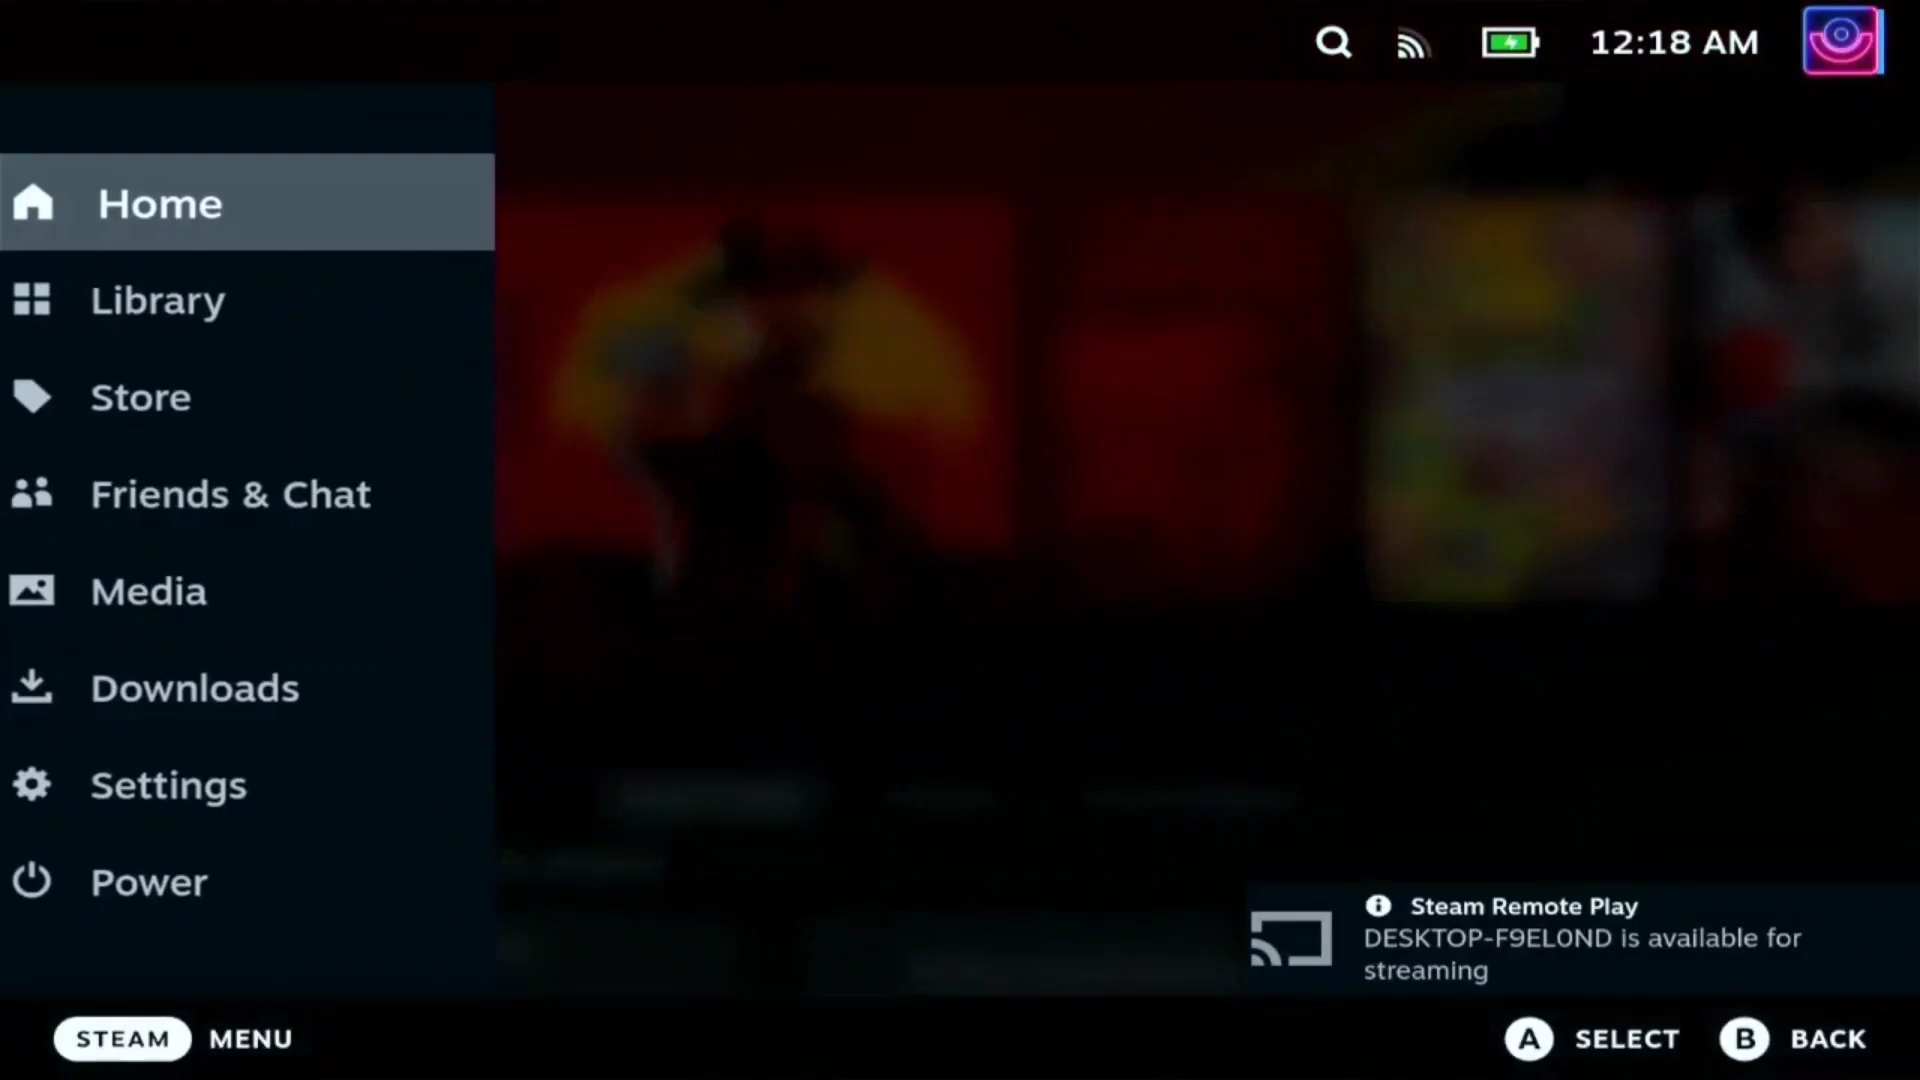 12:18 AM
Home
Library
Store
Friends & Chat
Media
Downloads
Settings
Power
Steam Remote Play
DESKTOP-F9EL0ND is available for
streaming
STEAM MENU
A SELECT B BACK